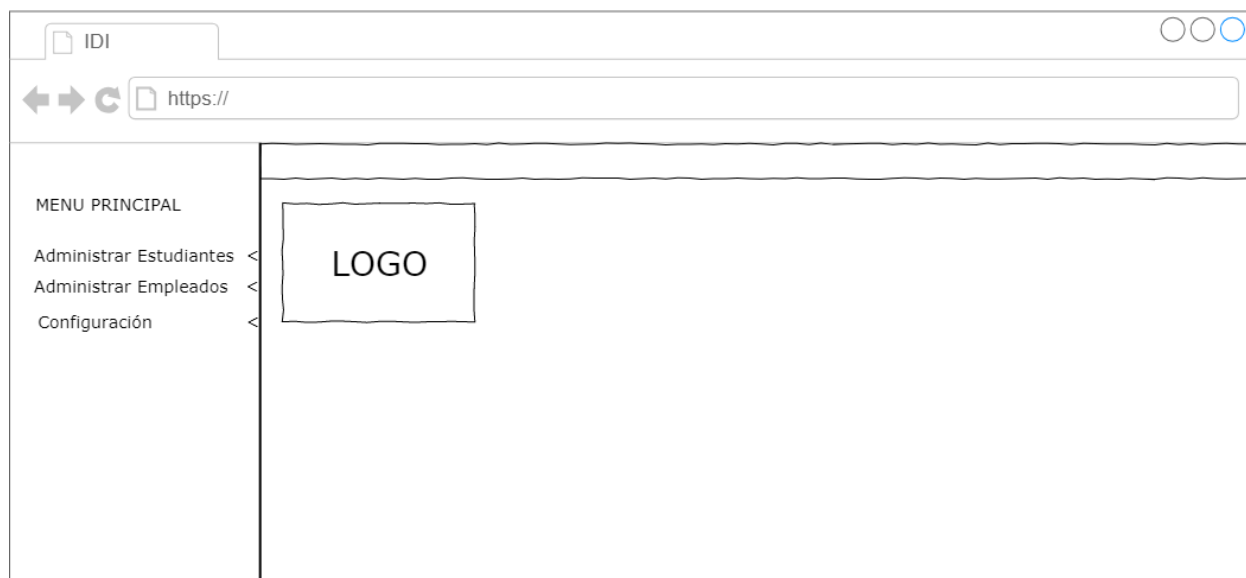 IDI
https://
MENU PRINCIPAL
Administrar Estudiantes <
Administrar Empleados <
Configuración <
LOGO